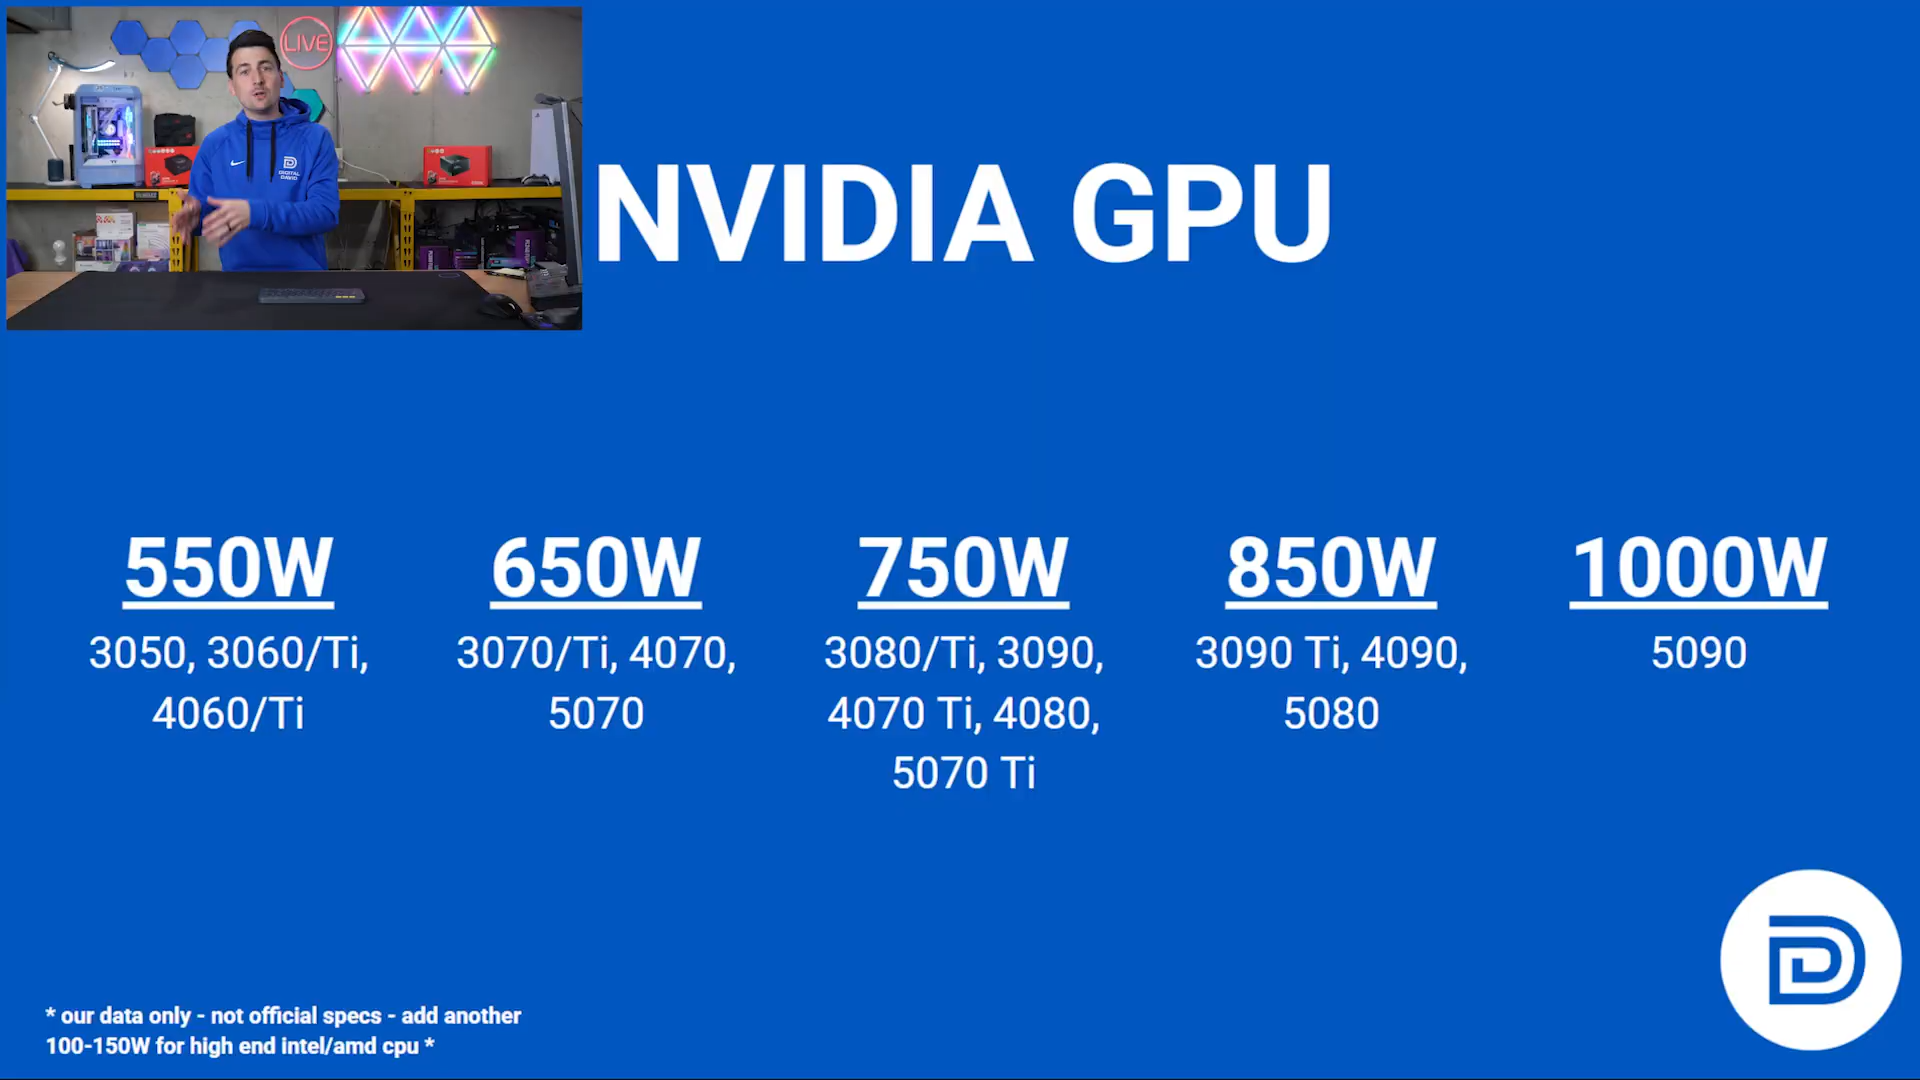 LIVE
DIGITAL
DAVID
NVIDIA GPU
550W
3050, 3060/Ti,
4060/Ti
650W
3070/Ti, 4070,
5070
750W
3080/Ti, 3090,
4070 Ti, 4080,
5070 Ti
850W
3090 Ti, 4090,
5080
1000W
5090
* our data only - not official specs - add another
100-150W for high end intel/amd cpu *